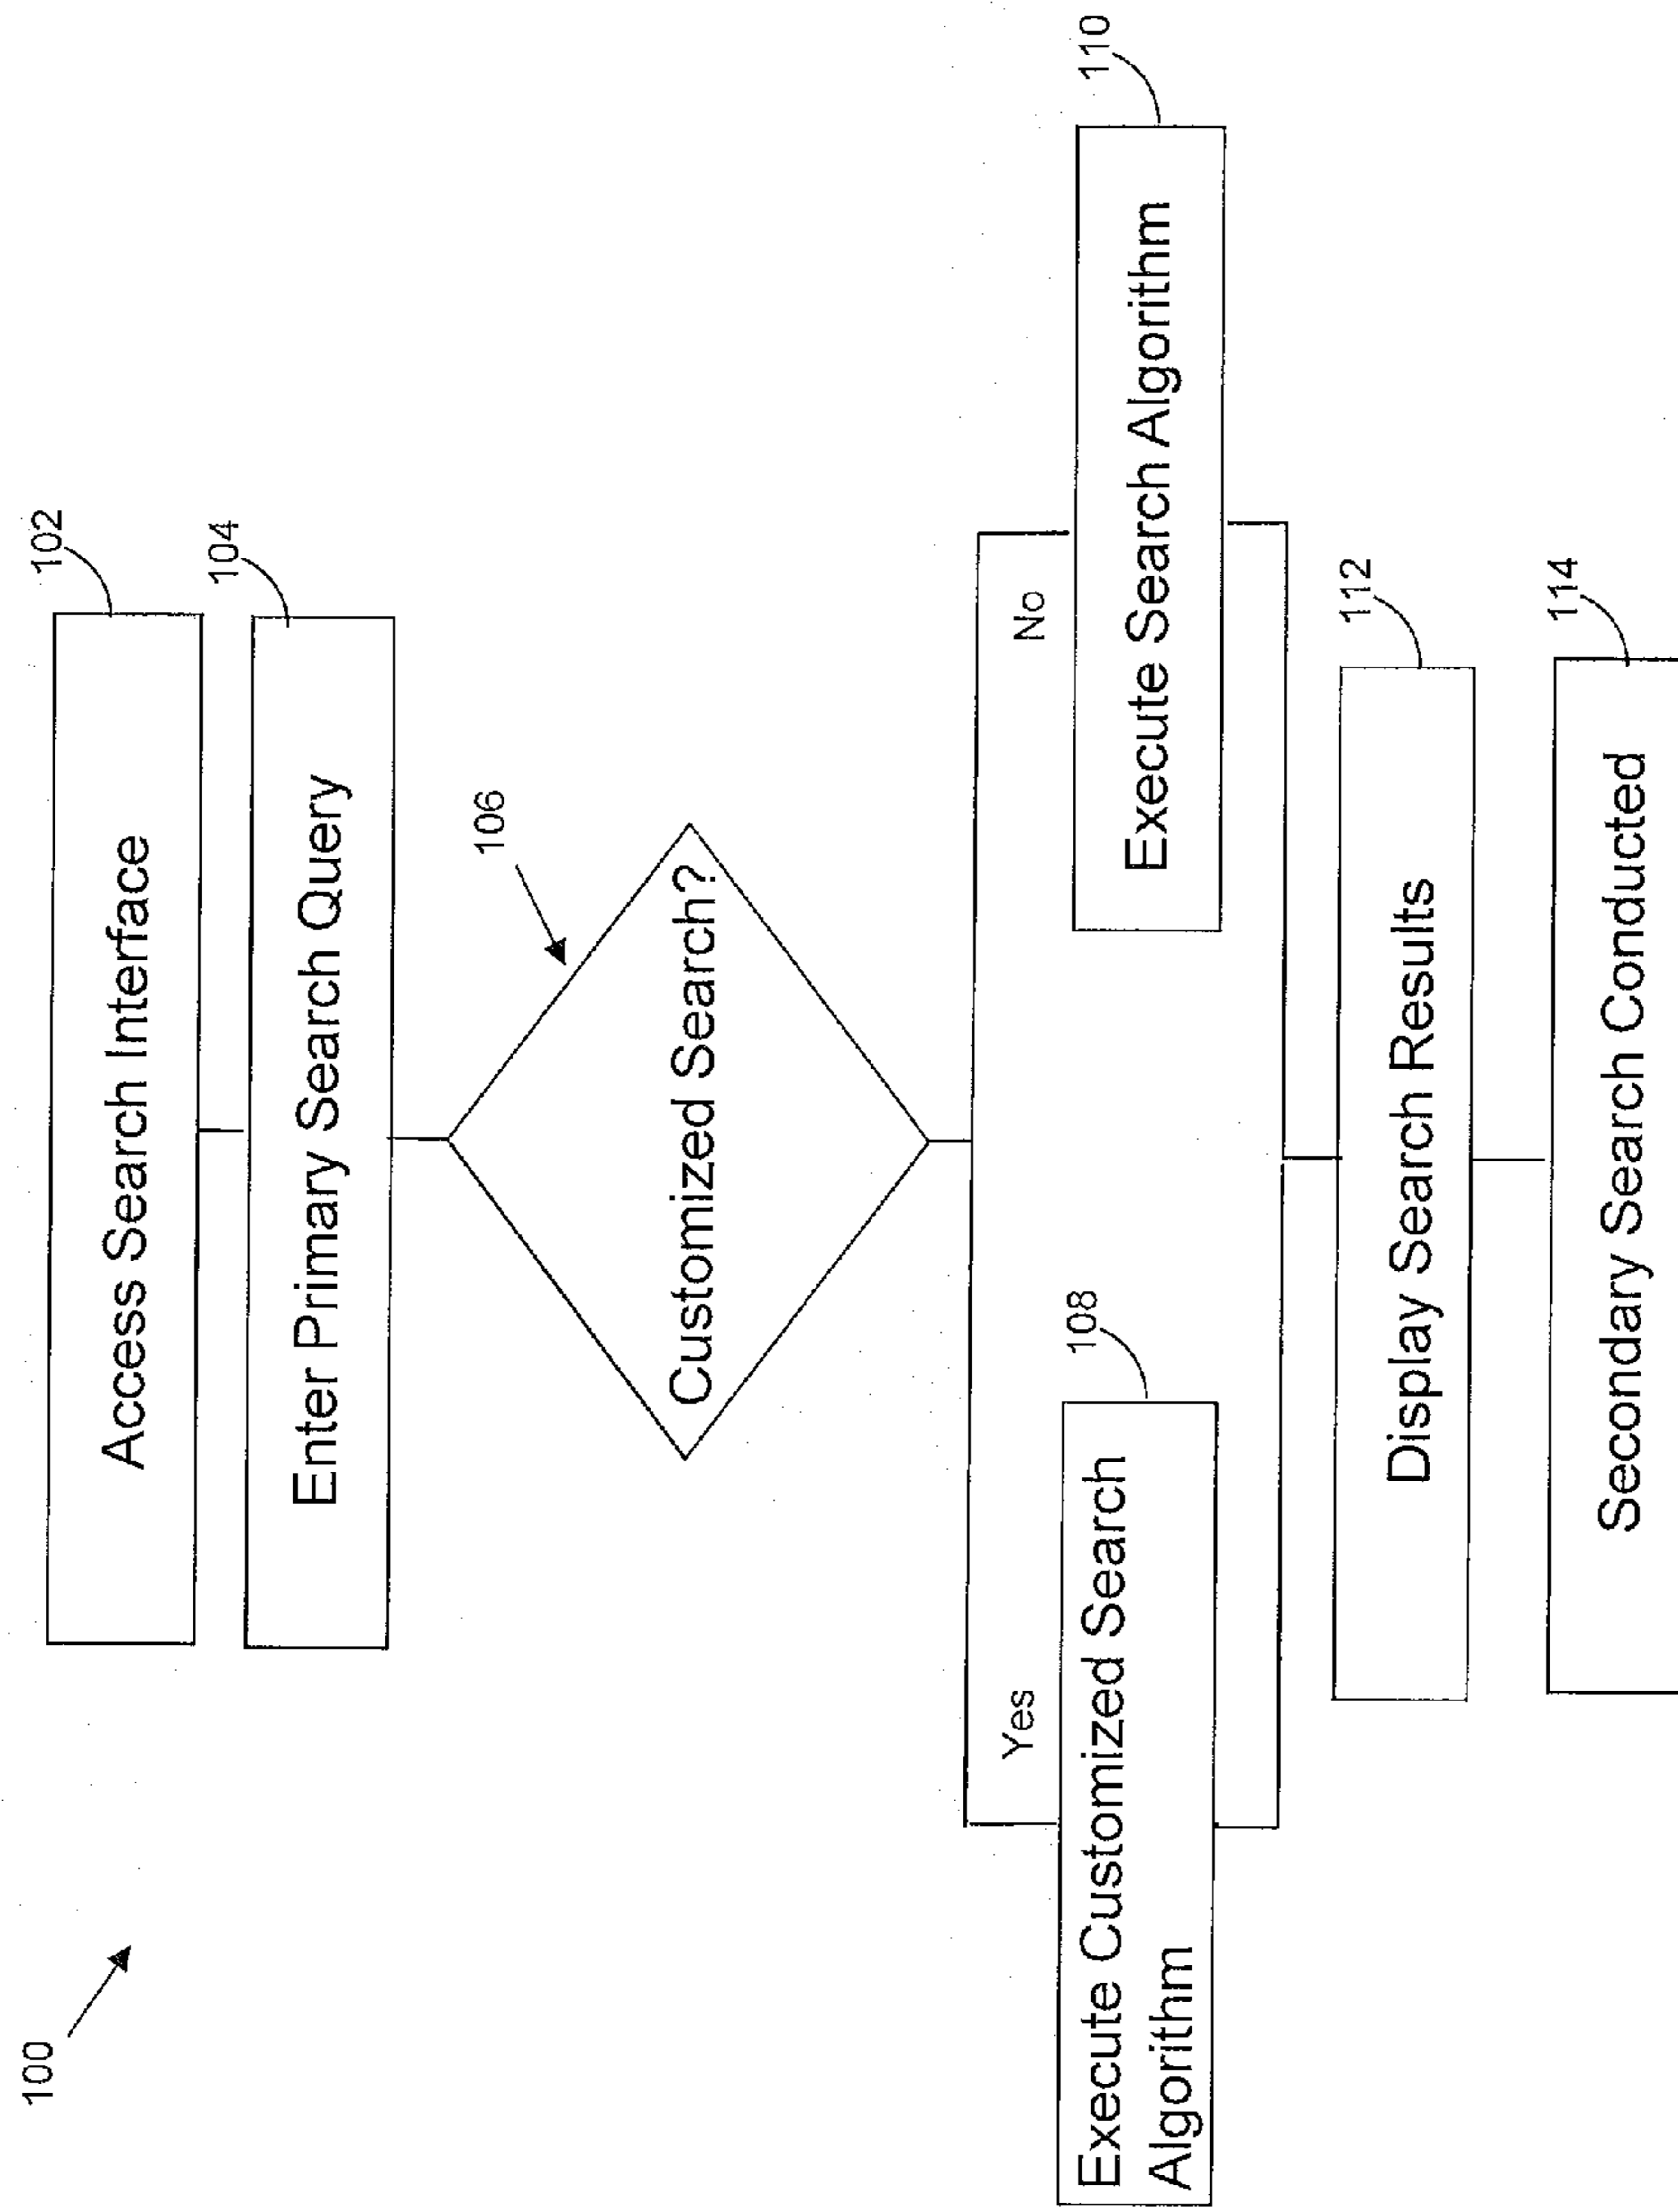 100
102
Access Search Interface
104
Enter Primary Search Query
106
Customized Search?
Yes
No
108
Execute Customized Search
Algorithm
110
Execute Search Algorithm
112
Display Search Results
114
Secondary Search Conducted